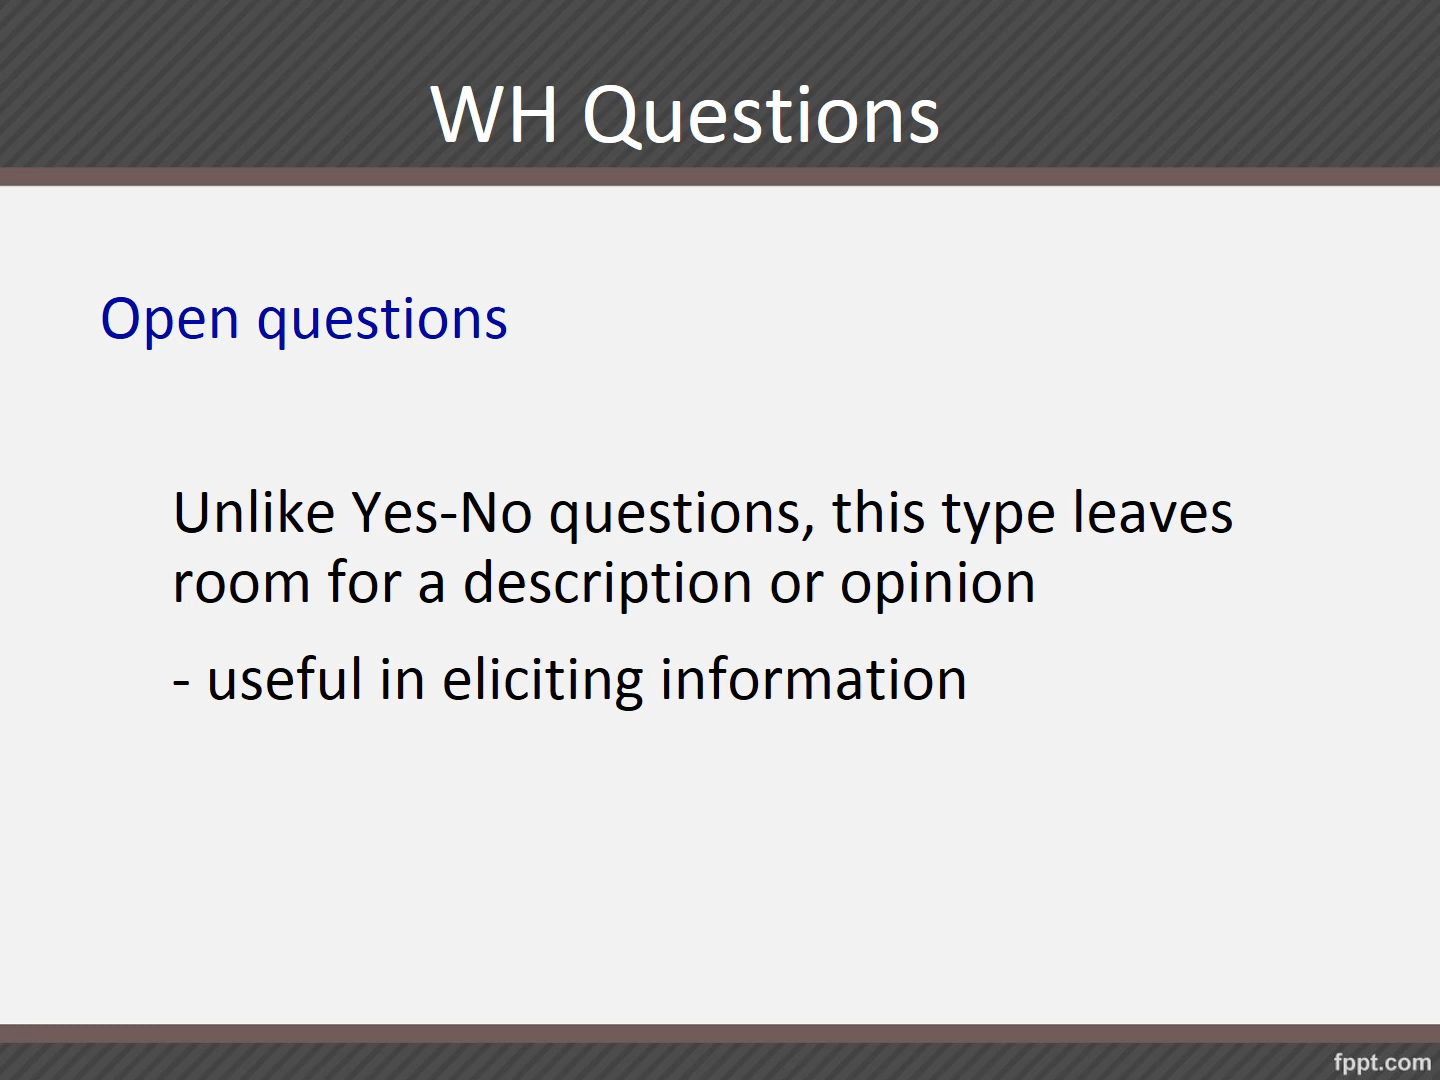 WH Questions
Open questions
Unlike Yes-No questions, this type leaves
room for a description or opinion
- useful in eliciting information
fppt.com